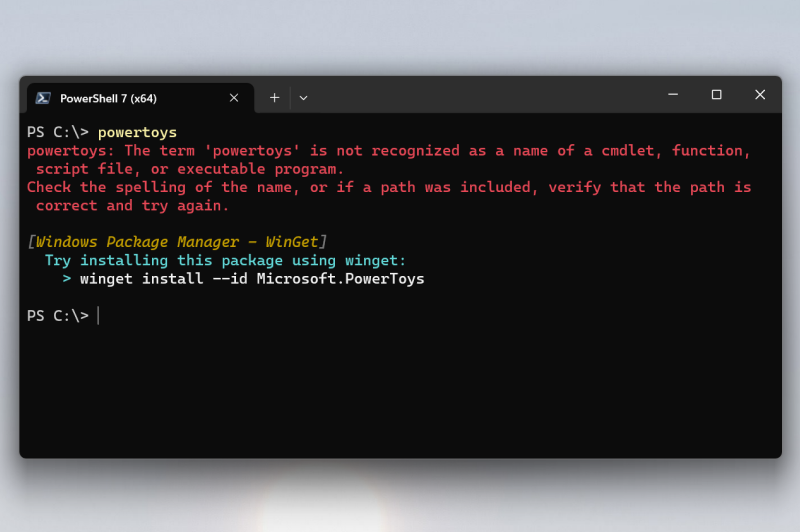 PowerShell 7 (x64)
PS C:\> powertoys
powertoys: The term 'powertoys' is not recognized as a name of a cmdlet, function,
script file, or executable program.
Check the spelling of the name, or if a path was included, verify that the path is
correct and try again.
[Windows Package Manager - WinGet]
Try installing this package using winget:
> winget install --id Microsoft.PowerToys
PS C:\>